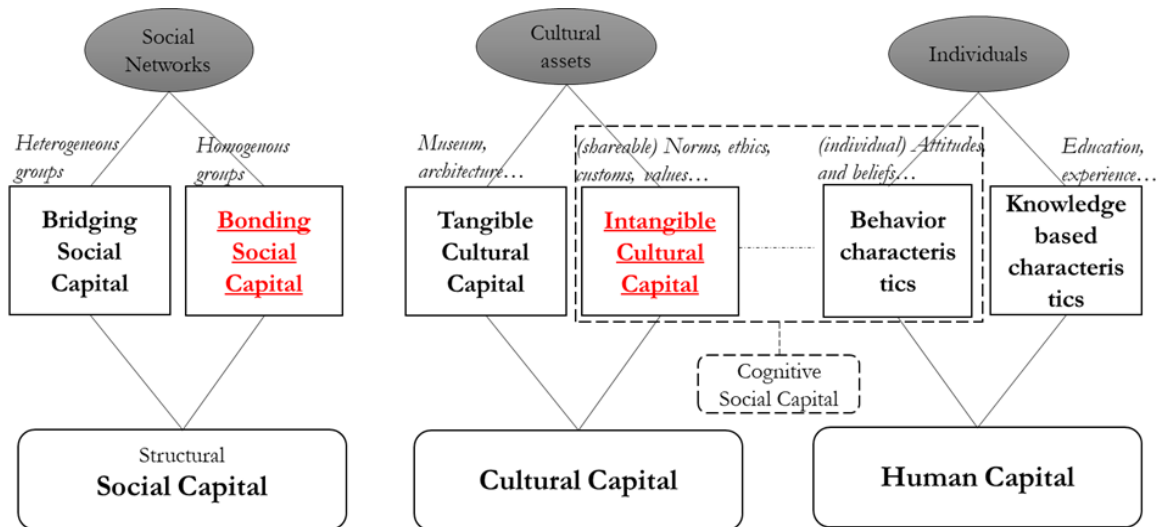 Social
Networks
Cultural
assets
Individuals
Heterogeneous
groups
Homogenous
groups
Museum,
architecture…
(shareable) Norms, ethics,
customs, values…
(individual) Attitudes
and beliefs…
Education,
experience…
Bridging
Social
Capital
Bonding
Social
Capital
Tangible
Cultural
Capital
Intangible
Cultural
Capital
Behavior
characteris
tics
Knowledge
based
characteris
tics
Cognitive
Social Capital
Structural
Social Capital
Cultural Capital
Human Capital